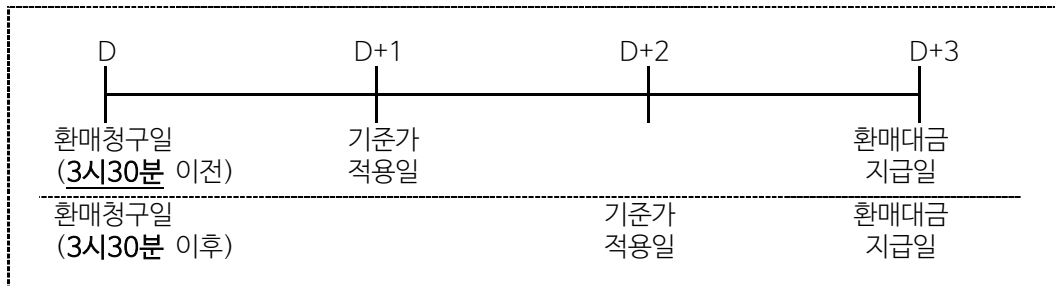 D D+1 D+2 D+3
환매청구일 기준가 환매대금
(3시30분 이전) 적용일 지급일
환매청구일 기준가 환매대금
(3시30분 이후) 적용일 지급일